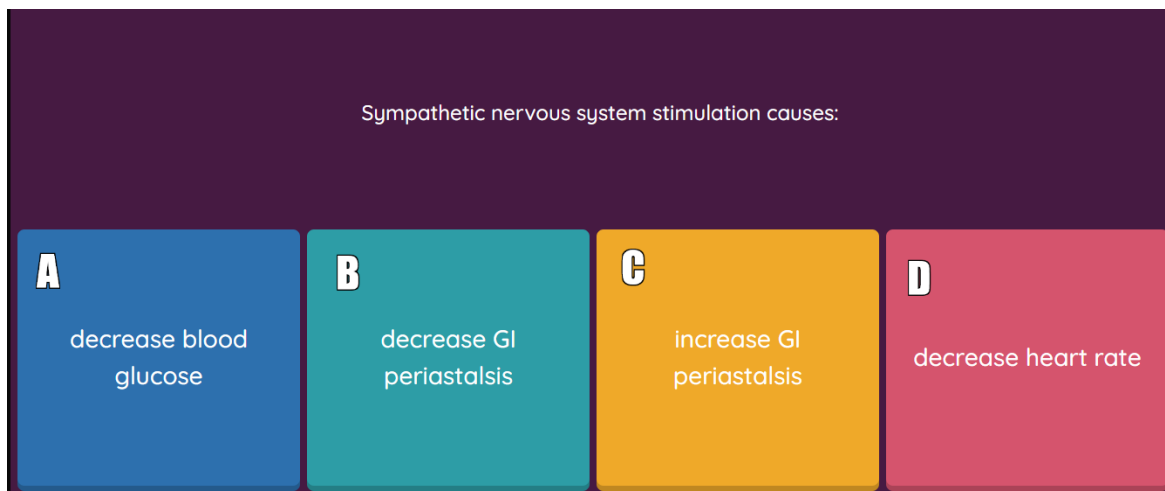 Sympathetic nervous system stimulation causes:
A
decrease blood
glucose
B
decrease GI
periastalsis
C
increase GI
periastalsis
D
decrease heart rate